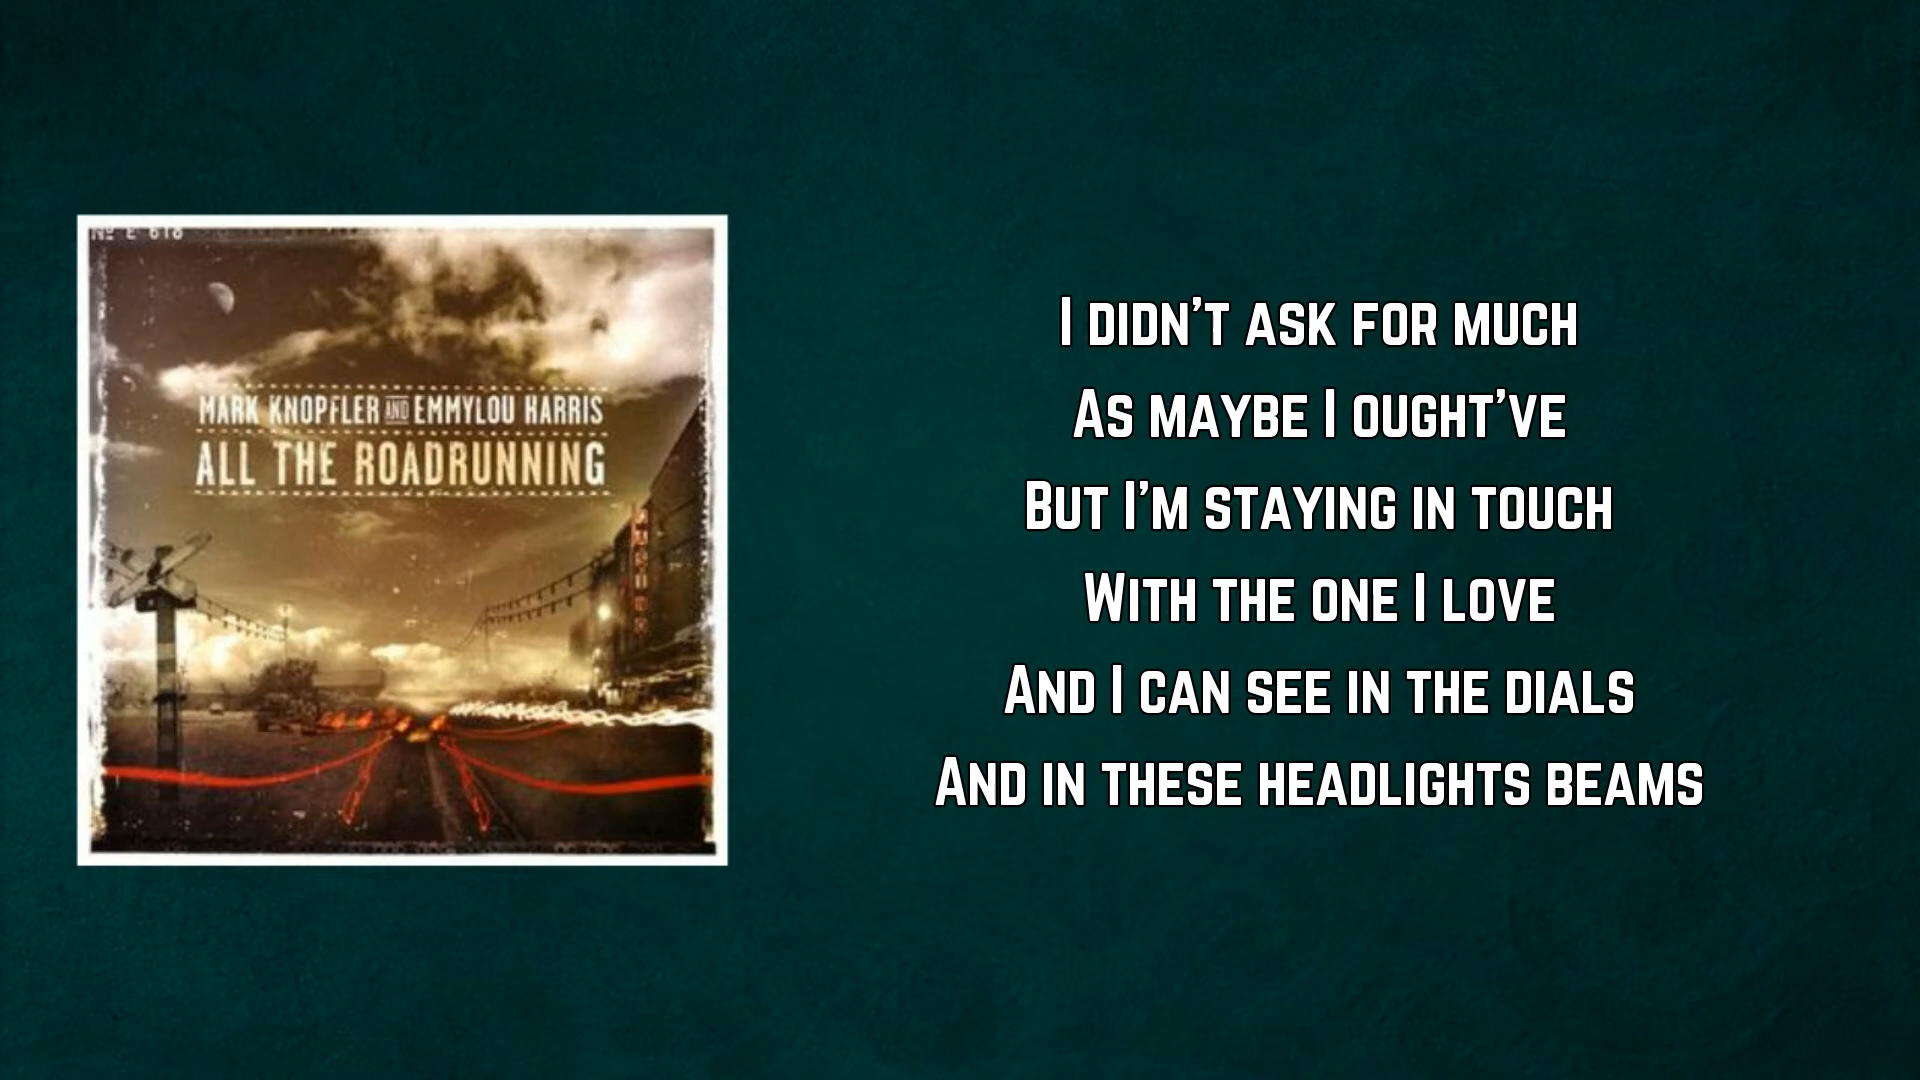 Nº E 618
MARK KNOPFLER AND EMMYLOU HARRIS
ALL THE ROADRUNNING
I didn't ask for much
As maybe I ought've
But I'm staying in touch
With the one I love
And I can see in the dials
And in these headlights beams